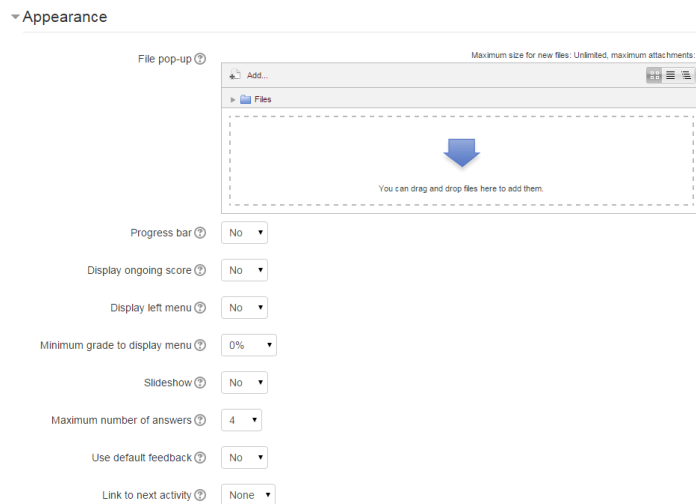 Appearance
File pop-up
Maximum size for new files: Unlimited, maximum attachments:
Add...
Files
You can drag and drop files here to add them.
Progress bar No
Display ongoing score No
Display left menu No
Minimum grade to display menu 0%
Slideshow No
Maximum number of answers 4
Use default feedback No
Link to next activity None